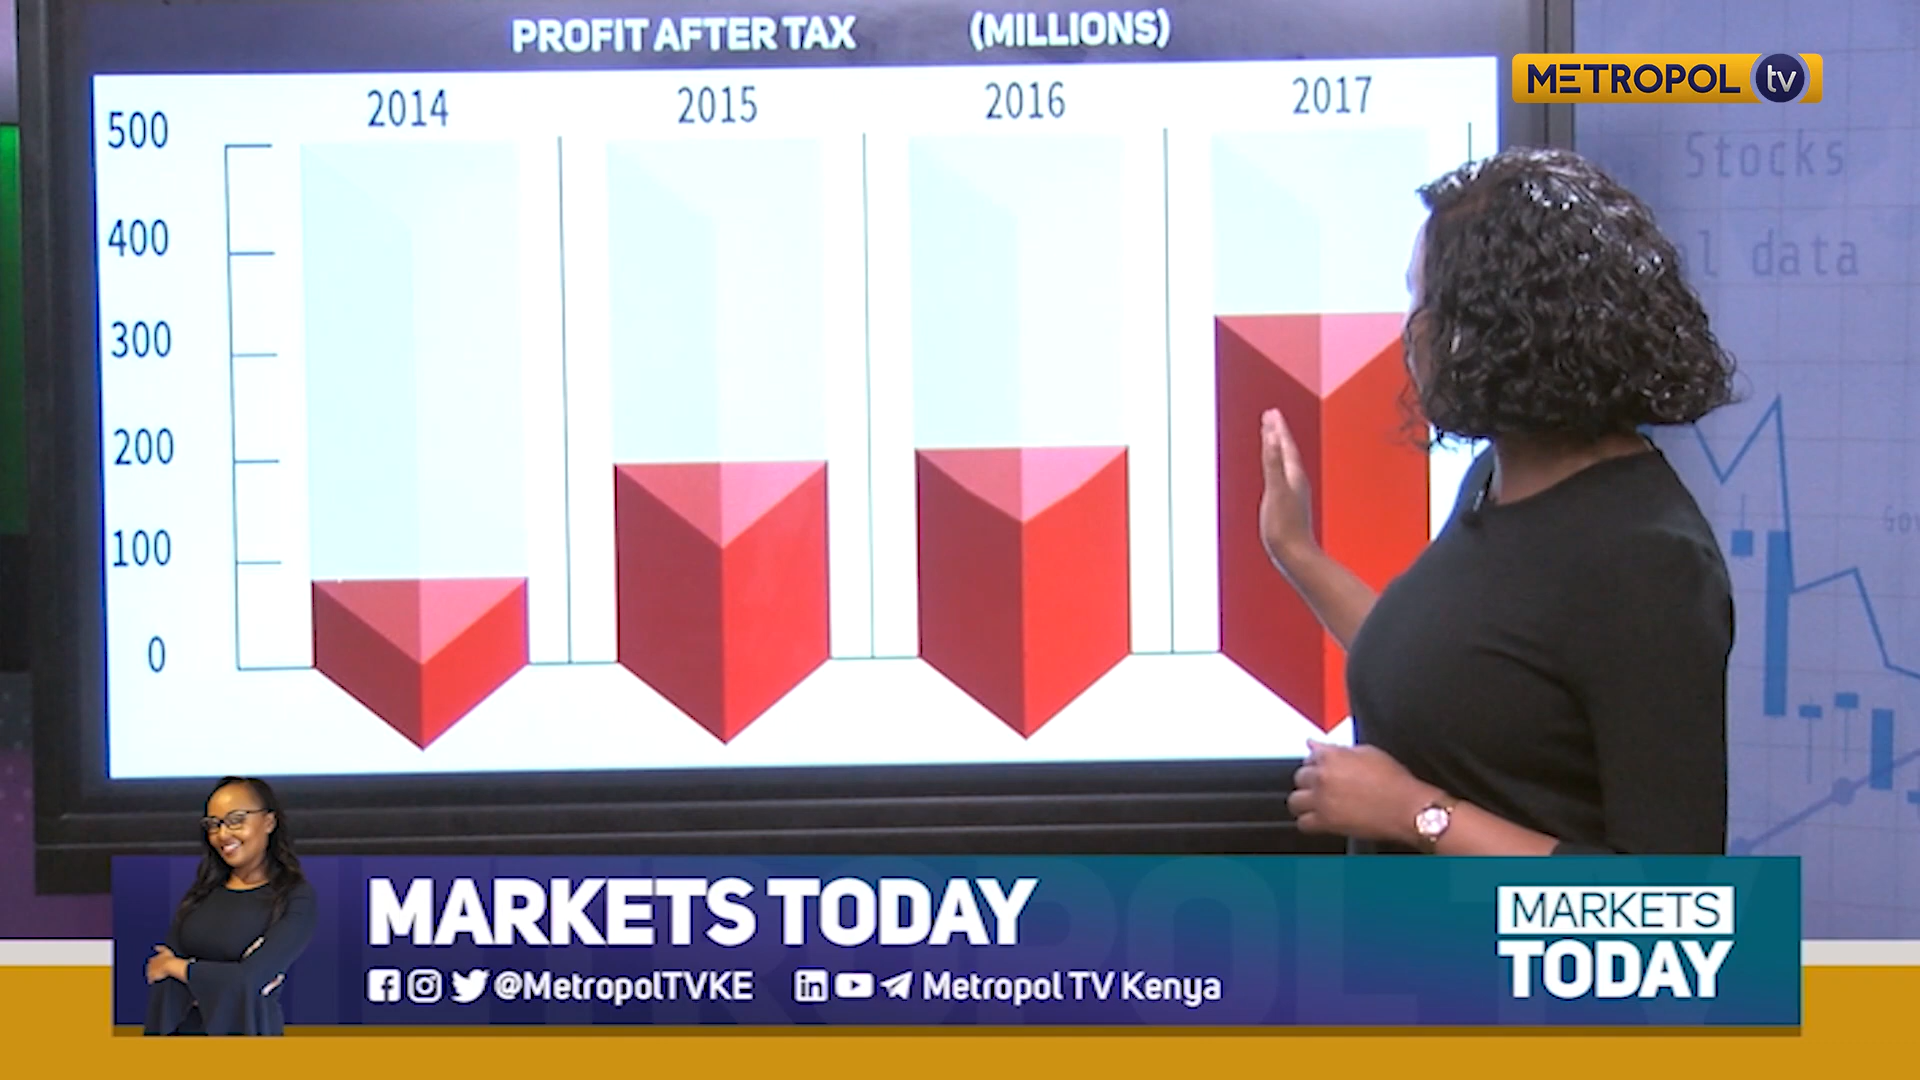 PROFIT AFTER TAX (MILLIONS)
METROPOL tv
2014 2015 2016 2017
500
400
300
200
100
0
Stocks
al data
MARKETS TODAY
@MetropolTVKE Metropol TV Kenya
MARKETS
TODAY